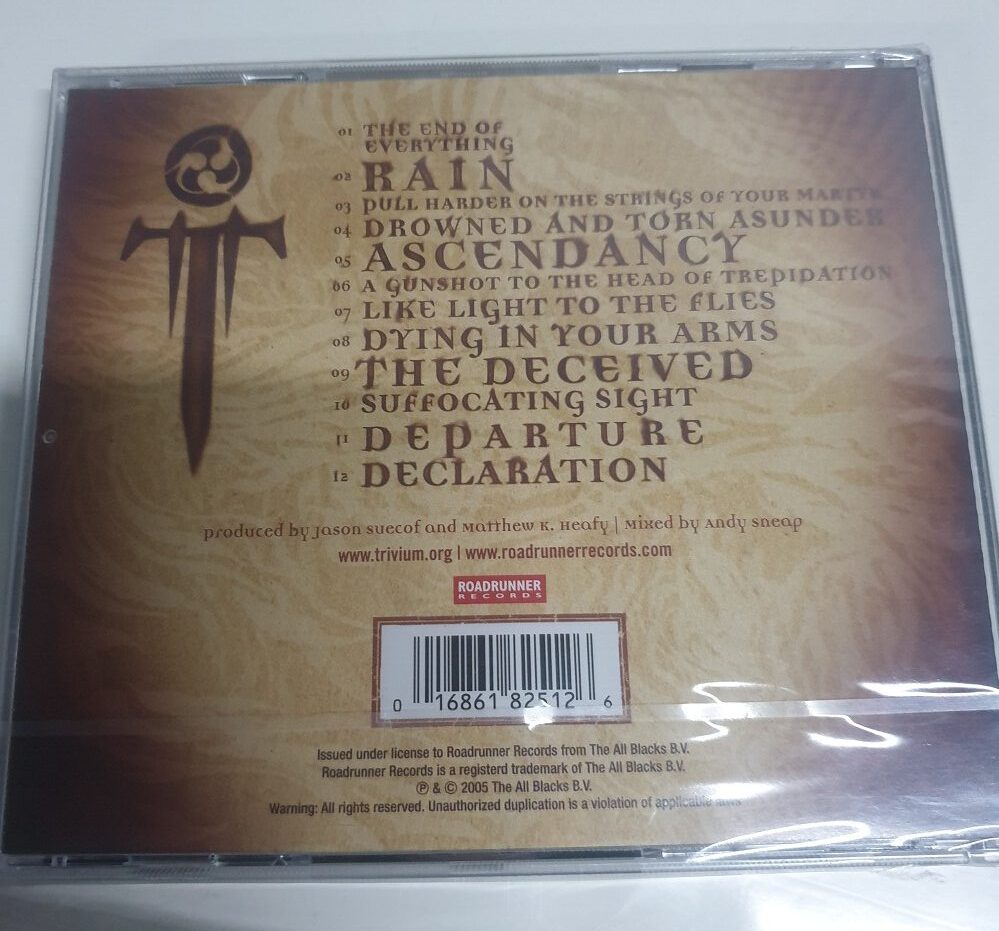 01 THE END OF
EVERYTHING
02 RAIN
03 PULL HARDER ON THE STRINGS OF YOUR MARTYR
04 DROWNED AND TORN ASUNDER
05 ASCENDANCY
06 A GUNSHOT TO THE HEAD OF TREPIDATION
07 LIKE LIGHT TO THE FLIES
08 DYING IN YOUR ARMS
09 THE DECEIVED
10 SUFFOCATING SIGHT
11 DEPARTURE
12 DECLARATION
produced by Jason Suecof and Matthew K. Heafy | Mixed by Andy Sneap
www.trivium.org | www.roadrunnerrecords.com
ROADRUNNER
RECORDS
0 16861 82512 6
Issued under license to Roadrunner Records from The All Blacks B.V.
Roadrunner Records is a registerd trademark of The All Blacks B.V.
℗ & © 2005 The All Blacks B.V.
Warning: All rights reserved. Unauthorized duplication is a violation of applicable laws